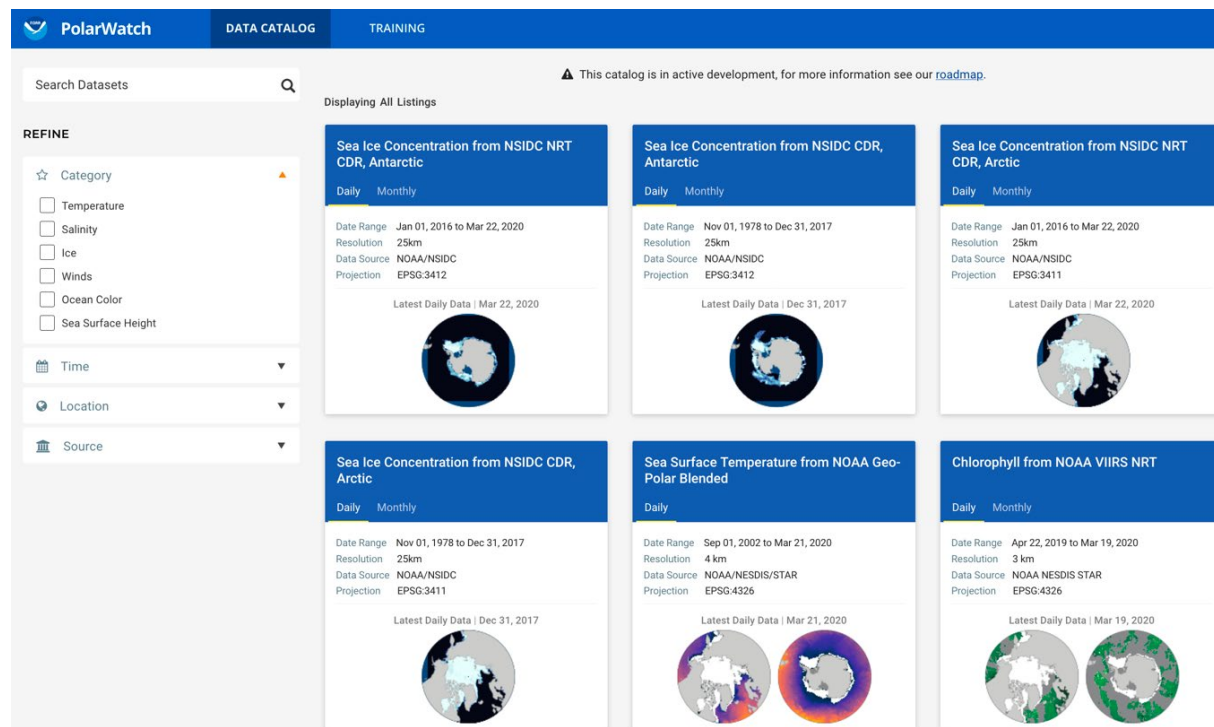 PolarWatch
DATA CATALOG
TRAINING
Search Datasets
This catalog is in active development, for more information see our roadmap.
Displaying All Listings
REFINE
Category
Temperature
Salinity
Ice
Winds
Ocean Color
Sea Surface Height
Time
Location
Source
Sea Ice Concentration from NSIDC NRT
CDR, Antarctic
Daily Monthly
Date Range Jan 01, 2016 to Mar 22, 2020
Resolution 25km
Data Source NOAA/NSIDC
Projection EPSG:3412
Latest Daily Data | Mar 22, 2020
Sea Ice Concentration from NSIDC CDR,
Antarctic
Daily Monthly
Date Range Nov 01, 1978 to Dec 31, 2017
Resolution 25km
Data Source NOAA/NSIDC
Projection EPSG:3412
Latest Daily Data | Dec 31, 2017
Sea Ice Concentration from NSIDC NRT
CDR, Arctic
Daily Monthly
Date Range Jan 01, 2016 to Mar 22, 2020
Resolution 25km
Data Source NOAA/NSIDC
Projection EPSG:3411
Latest Daily Data | Mar 22, 2020
Sea Ice Concentration from NSIDC CDR,
Arctic
Daily Monthly
Date Range Nov 01, 1978 to Dec 31, 2017
Resolution 25km
Data Source NOAA/NSIDC
Projection EPSG:3411
Latest Daily Data | Dec 31, 2017
Sea Surface Temperature from NOAA Geo-
Polar Blended
Daily
Date Range Sep 01, 2002 to Mar 21, 2020
Resolution 4 km
Data Source NOAA/NESDIS/STAR
Projection EPSG:4326
Latest Daily Data | Mar 21, 2020
Chlorophyll from NOAA VIIRS NRT
Daily Monthly
Date Range Apr 22, 2019 to Mar 19, 2020
Resolution 3 km
Data Source NOAA NESDIS STAR
Projection EPSG:4326
Latest Daily Data | Mar 19, 2020